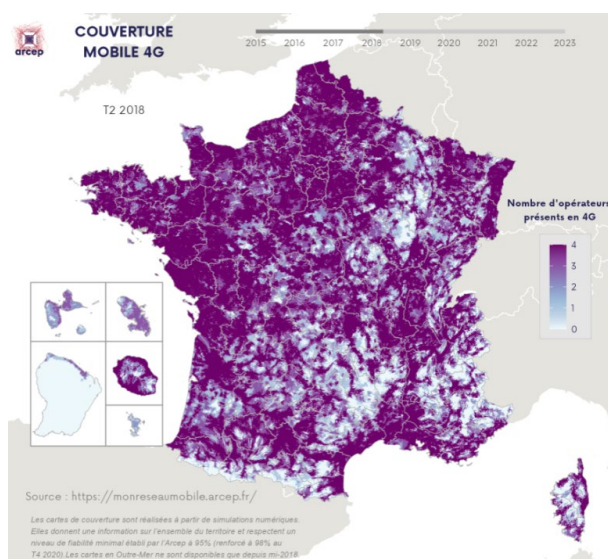 arcep
COUVERTURE
MOBILE 4G
2015 2016 2017 2018 2019 2020 2021 2022 2023
T2 2018
Nombre d'opérateurs
présents en 4G
4
3
2
1
0
Source : https://monreseaumobile.arcep.fr/
Les cartes de couverture sont réalisées à partir de simulations numériques.
Elles donnent une information sur l'ensemble du territoire et respectent un
niveau de fiabilité minimal établi par l'Arcep à 95% (renforcé à 98% au
T4 2020).Les cartes en Outre-Mer ne sont disponibles que depuis mi-2018.